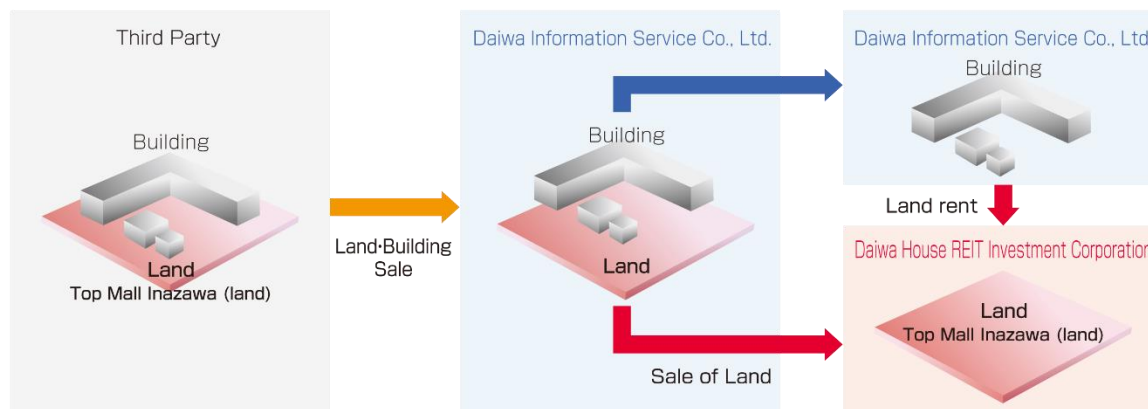 Third Party
Building
Land
Top Mall Inazawa (land)
Land·Building
Sale
Daiwa Information Service Co., Ltd.
Building
Land
Sale of Land
Daiwa Information Service Co., Ltd
Building
Land rent
Daiwa House REIT Investment Corporation
Land
Top Mall Inazawa (land)